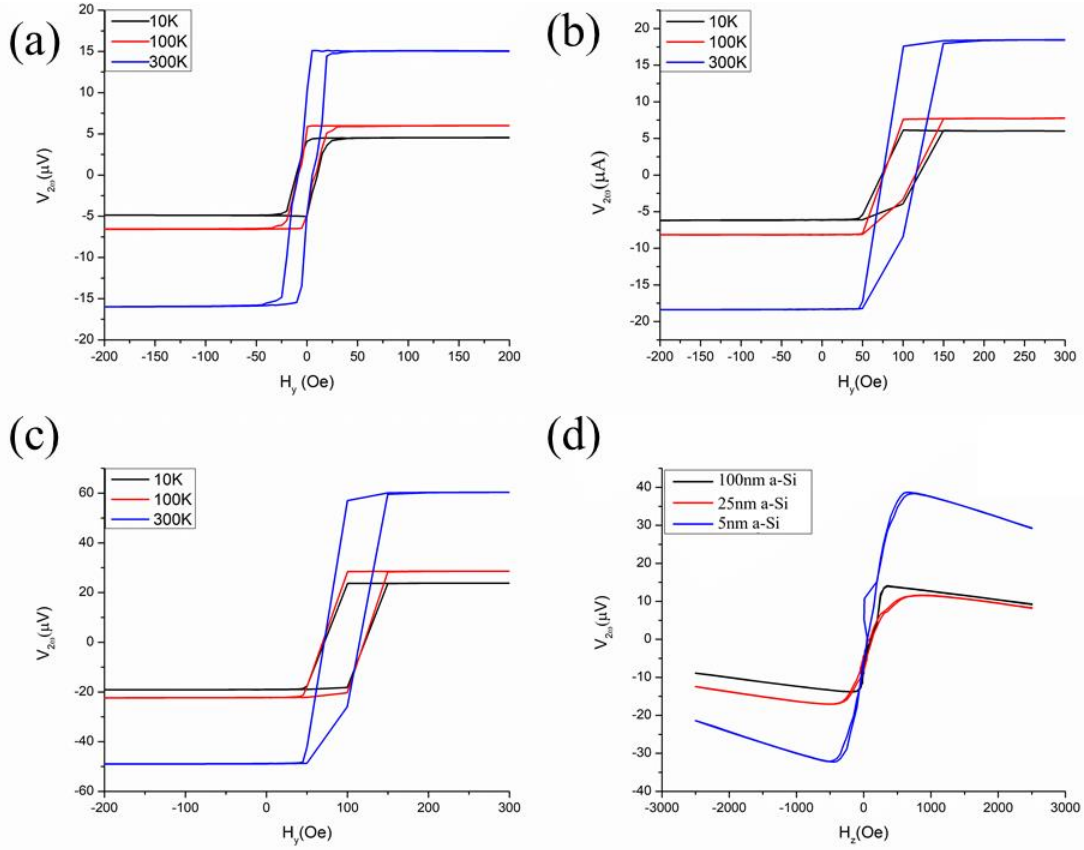 (a)
10K
100K
300K
20
15
10
5
0
-5
-10
-15
-20
V2ω(μV)
-200 -150 -100 -50 0 50 100 150 200
Hy(Oe)
(b)
10K
100K
300K
20
15
10
5
0
-5
-10
-15
-20
V2ω(μA)
-200 -150 -100 -50 0 50 100 150 200 250 300
Hy(Oe)
(c)
10K
100K
300K
60
40
20
0
-20
-40
-60
V2ω(μV)
-200 -100 0 100 200 300
Hy(Oe)
(d)
100nm a-Si
25nm a-Si
5nm a-Si
40
30
20
10
0
-10
-20
-30
-40
V2ω(μV)
-3000 -2000 -1000 0 1000 2000 3000
Hz(Oe)